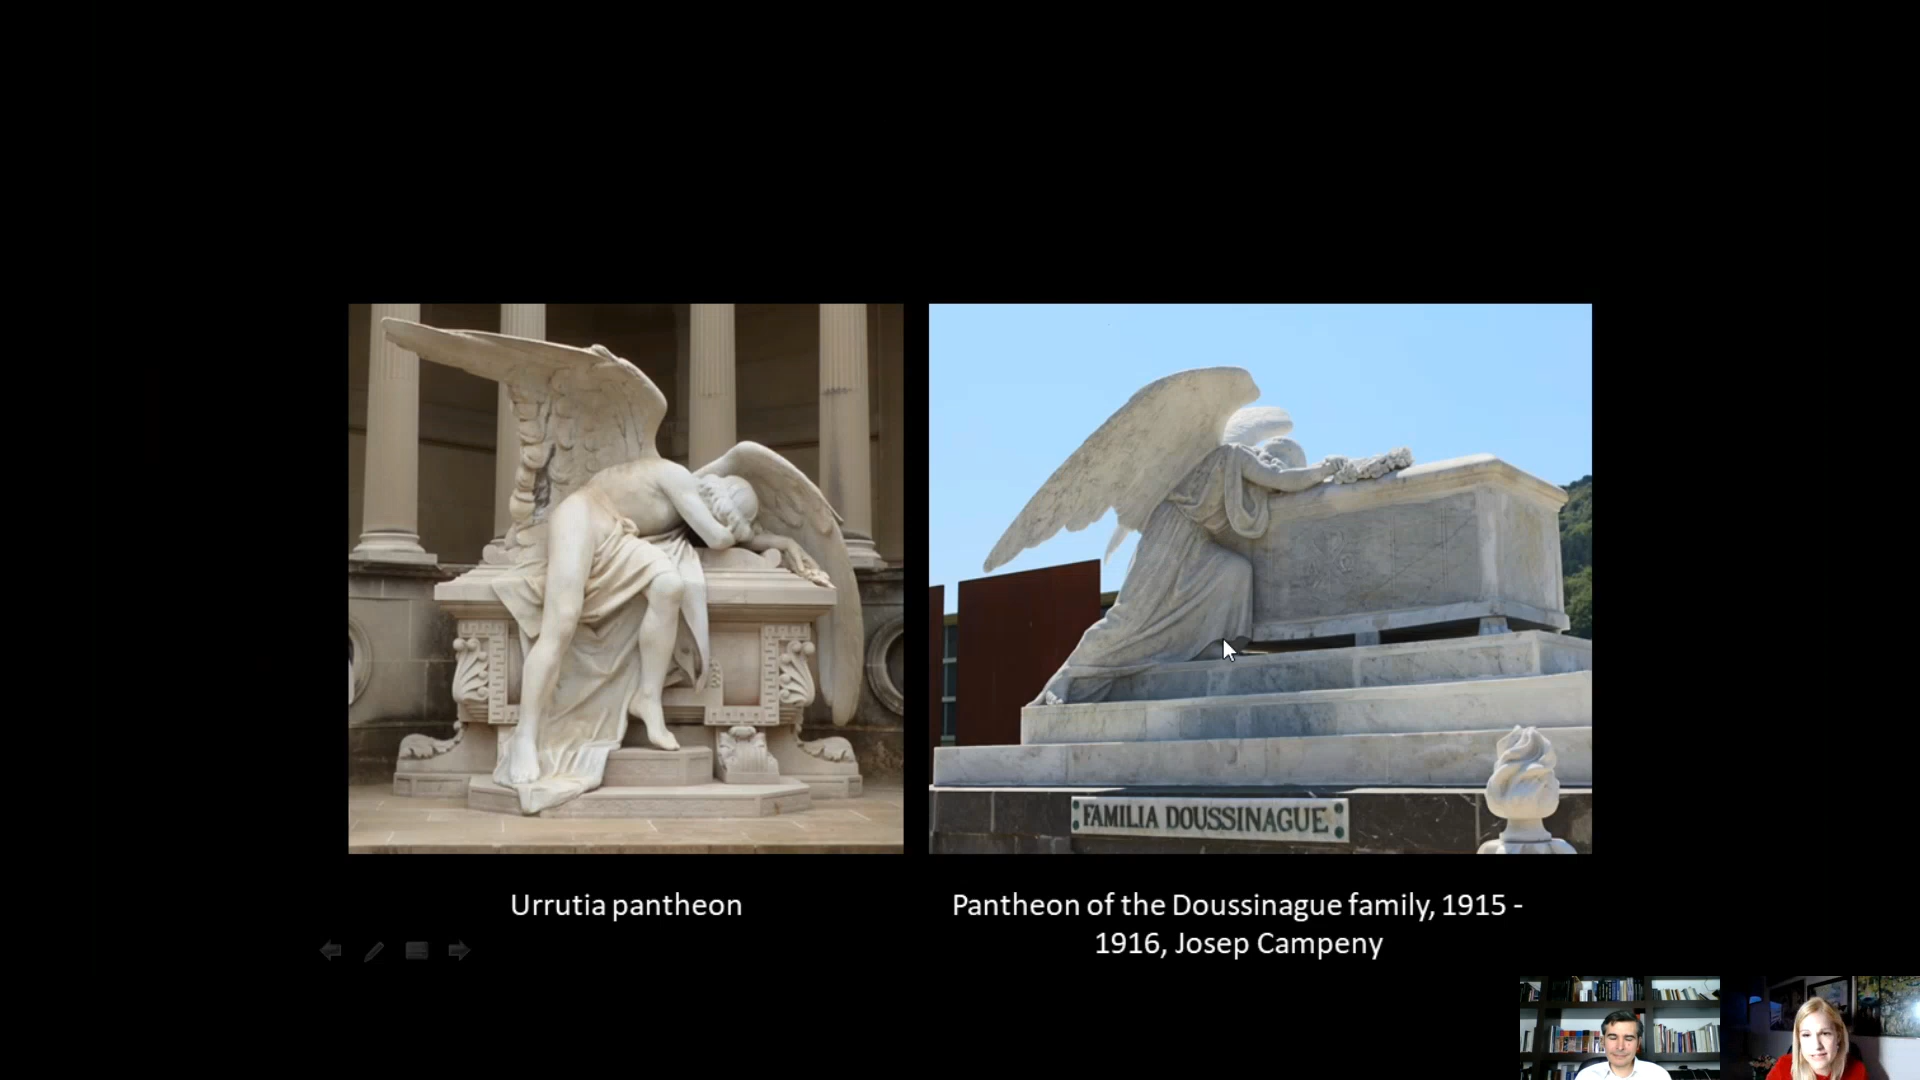 FAMILIA DOUSSINAGUE
Urrutia pantheon
Pantheon of the Doussinague family, 1915 -
1916, Josep Campeny